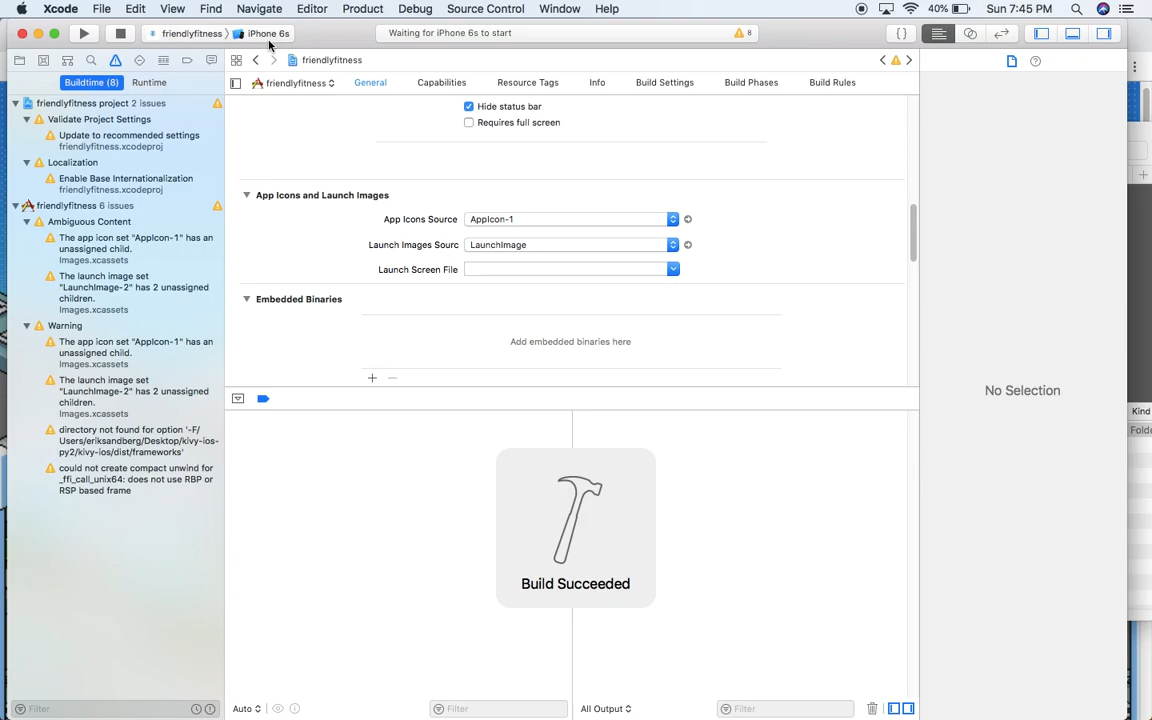 Xcode File Edit View Find Navigate Editor Product Debug Source Control Window Help 40% Sun 7:45 PM
friendlyfitness iPhone 6s Waiting for iPhone 6s to start 8 { }
friendlyfitness
Buildtime (8) Runtime
friendlyfitness General Capabilities Resource Tags Info Build Settings Build Phases Build Rules
friendlyfitness project 2 issues
Validate Project Settings
Update to recommended settings
friendlyfitness.xcodeproj
Localization
Enable Base Internationalization
friendlyfitness.xcodeproj
friendlyfitness 6 issues
Ambiguous Content
The app icon set "AppIcon-1" has an
unassigned child.
Images.xcassets
The launch image set
"LaunchImage-2" has 2 unassigned
children.
Images.xcassets
Warning
The app icon set "AppIcon-1" has an
unassigned child.
Images.xcassets
The launch image set
"LaunchImage-2" has 2 unassigned
children.
Images.xcassets
directory not found for option '-F/
Users/eriksandberg/Desktop/kivy-ios-
py2/kivy-ios/dist/frameworks'
could not create compact unwind for
_ffi_call_unix64: does not use RBP or
RSP based frame
Hide status bar
Requires full screen
App Icons and Launch Images
App Icons Source AppIcon-1
Launch Images Sourc LaunchImage
Launch Screen File
Embedded Binaries
Add embedded binaries here
+ −
Build Succeeded
No Selection
Kind
Folde
Filter
Auto
Filter
All Output
Filter